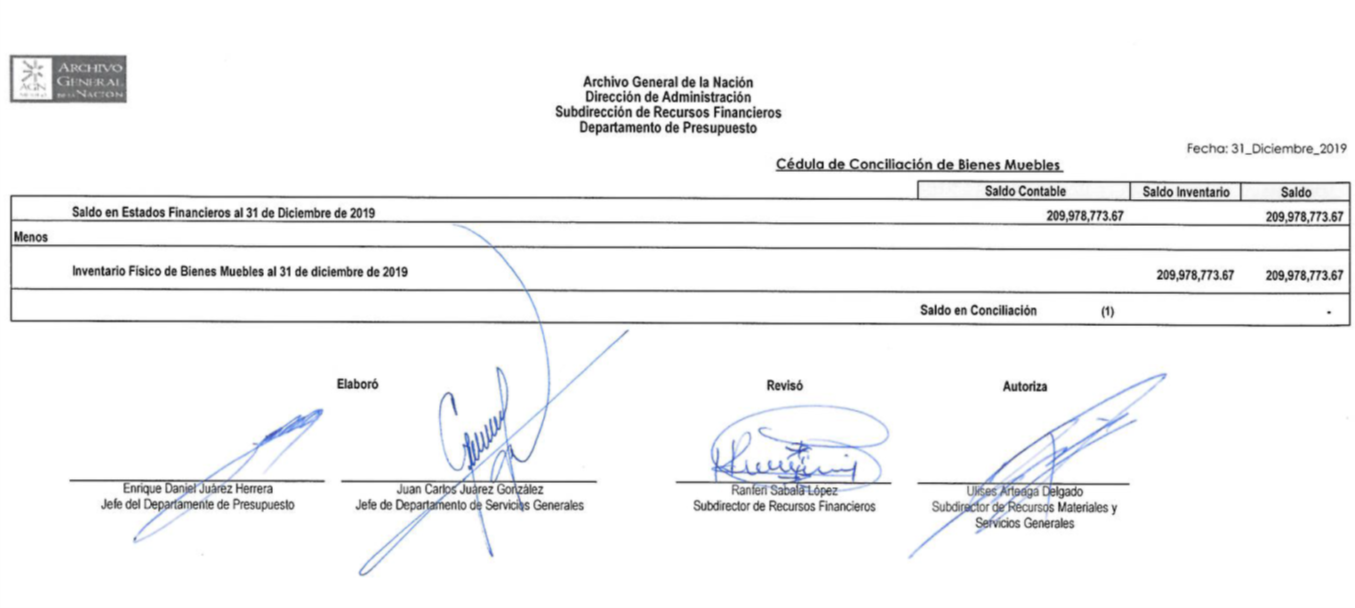 ARCHIVO
GENERAL
DE LA NACIÓN
AGN
Archivo General de la Nación
Dirección de Administración
Subdirección de Recursos Financieros
Departamento de Presupuesto
Fecha: 31_Diciembre_2019
Cédula de Conciliación de Bienes Muebles
Saldo Contable Saldo Inventario Saldo
Saldo en Estados Financieros al 31 de Diciembre de 2019 209,978,773.67 209,978,773.67
Menos
Inventario Físico de Bienes Muebles al 31 de diciembre de 2019 209,978,773.67 209,978,773.67
Saldo en Conciliación (1) -
Elaboró Revisó Autoriza
Enrique Daniel Juárez Herrera Juan Carlos Juárez González Ranferi Sabala López Ulises Arteaga Delgado
Jefe del Departamente de Presupuesto Jefe de Departamento de Servicios Generales Subdirector de Recursos Financieros Subdirector de Recursos Materiales y
Servicios Generales